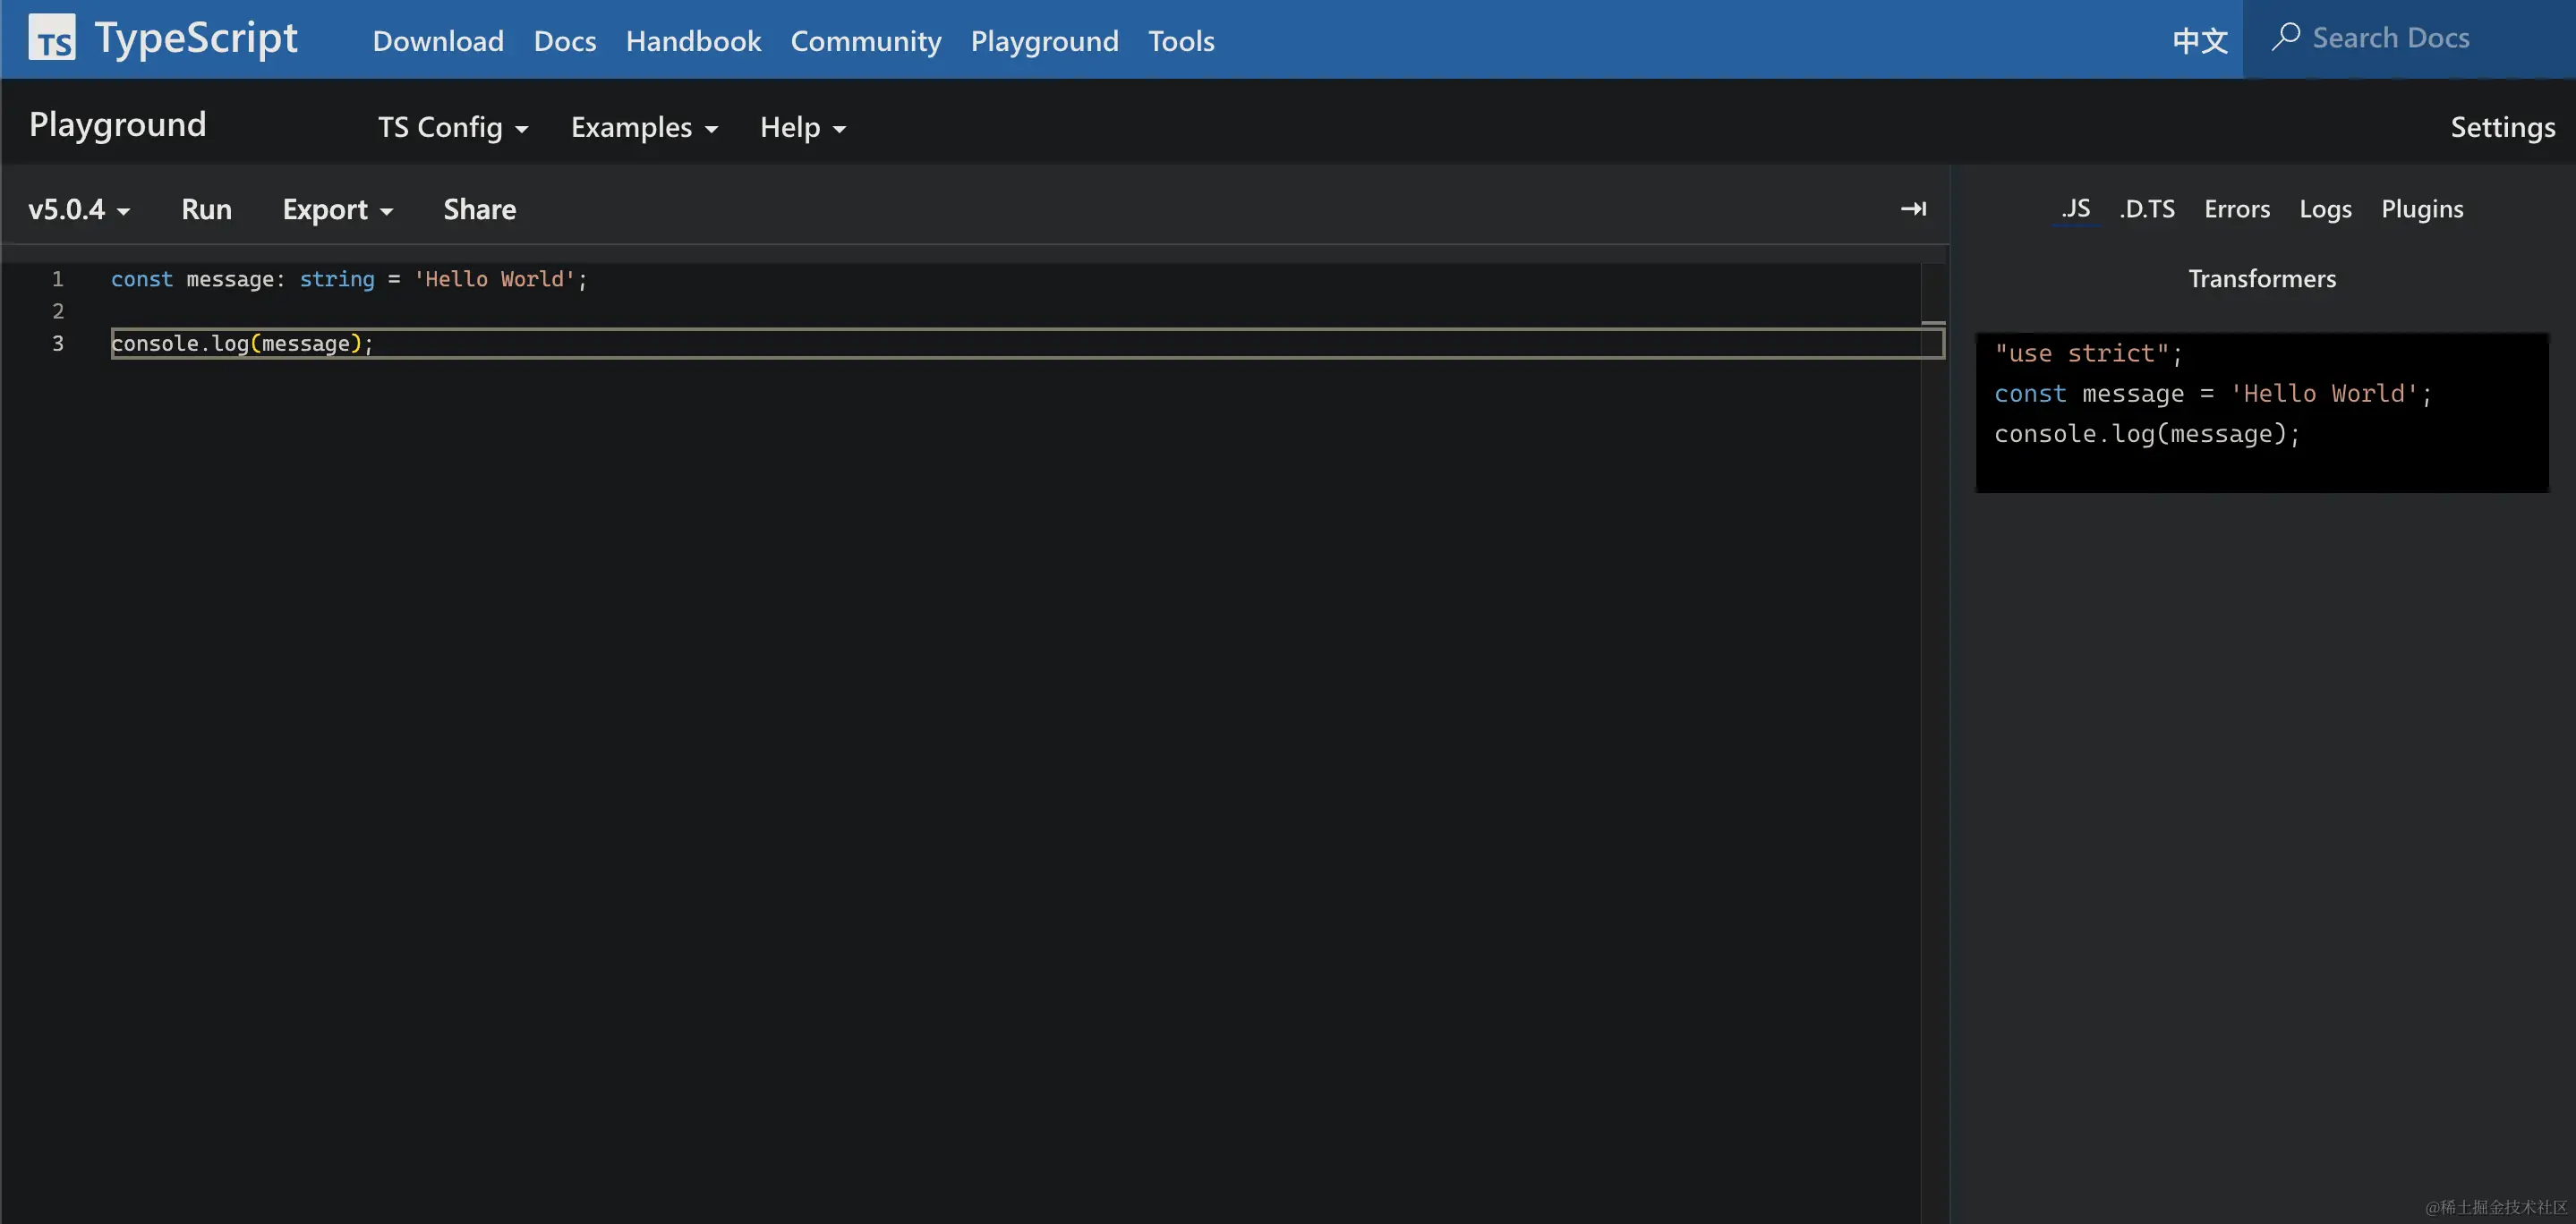 TS TypeScript Download Docs Handbook Community Playground Tools 中文 Search Docs
Playground TS Config Examples Help Settings
v5.0.4 Run Export Share
1 const message: string = 'Hello World';
2
3 console.log(message);
.JS .D.TS Errors Logs Plugins
Transformers
"use strict";
const message = 'Hello World';
console.log(message);
@稀土掘金技术社区